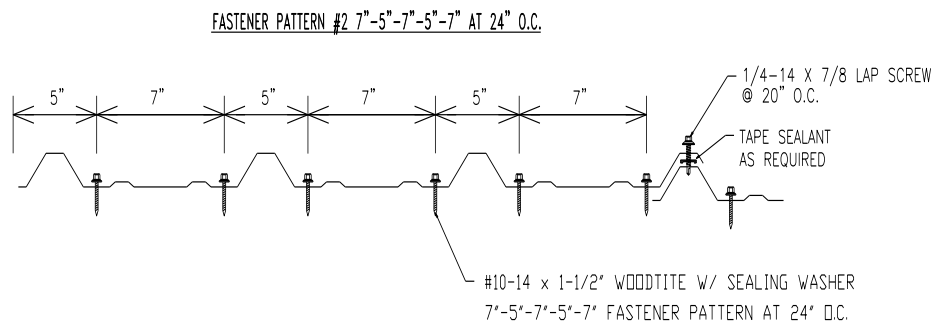 FASTENER PATTERN #2 7"-5"-7"-5"-7" AT 24" O.C.
5" 7" 5" 7" 5" 7"
1/4-14 X 7/8 LAP SCREW
@ 20" O.C.
TAPE SEALANT
AS REQUIRED
#10-14 x 1-1/2" WOODTITE W/ SEALING WASHER
7"-5"-7"-5"-7" FASTENER PATTERN AT 24" O.C.